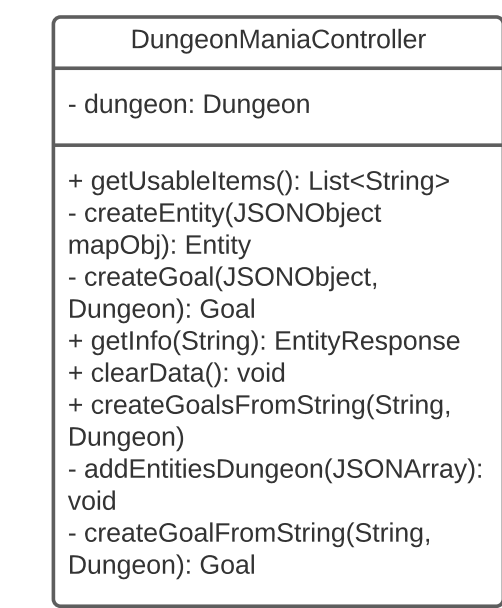 DungeonManiaController
- dungeon: Dungeon
+ getUsableItems(): List<String>
- createEntity(JSONObject
mapObj): Entity
- createGoal(JSONObject,
Dungeon): Goal
+ getInfo(String): EntityResponse
+ clearData(): void
+ createGoalsFromString(String,
Dungeon)
- addEntitiesDungeon(JSONArray):
void
- createGoalFromString(String,
Dungeon): Goal